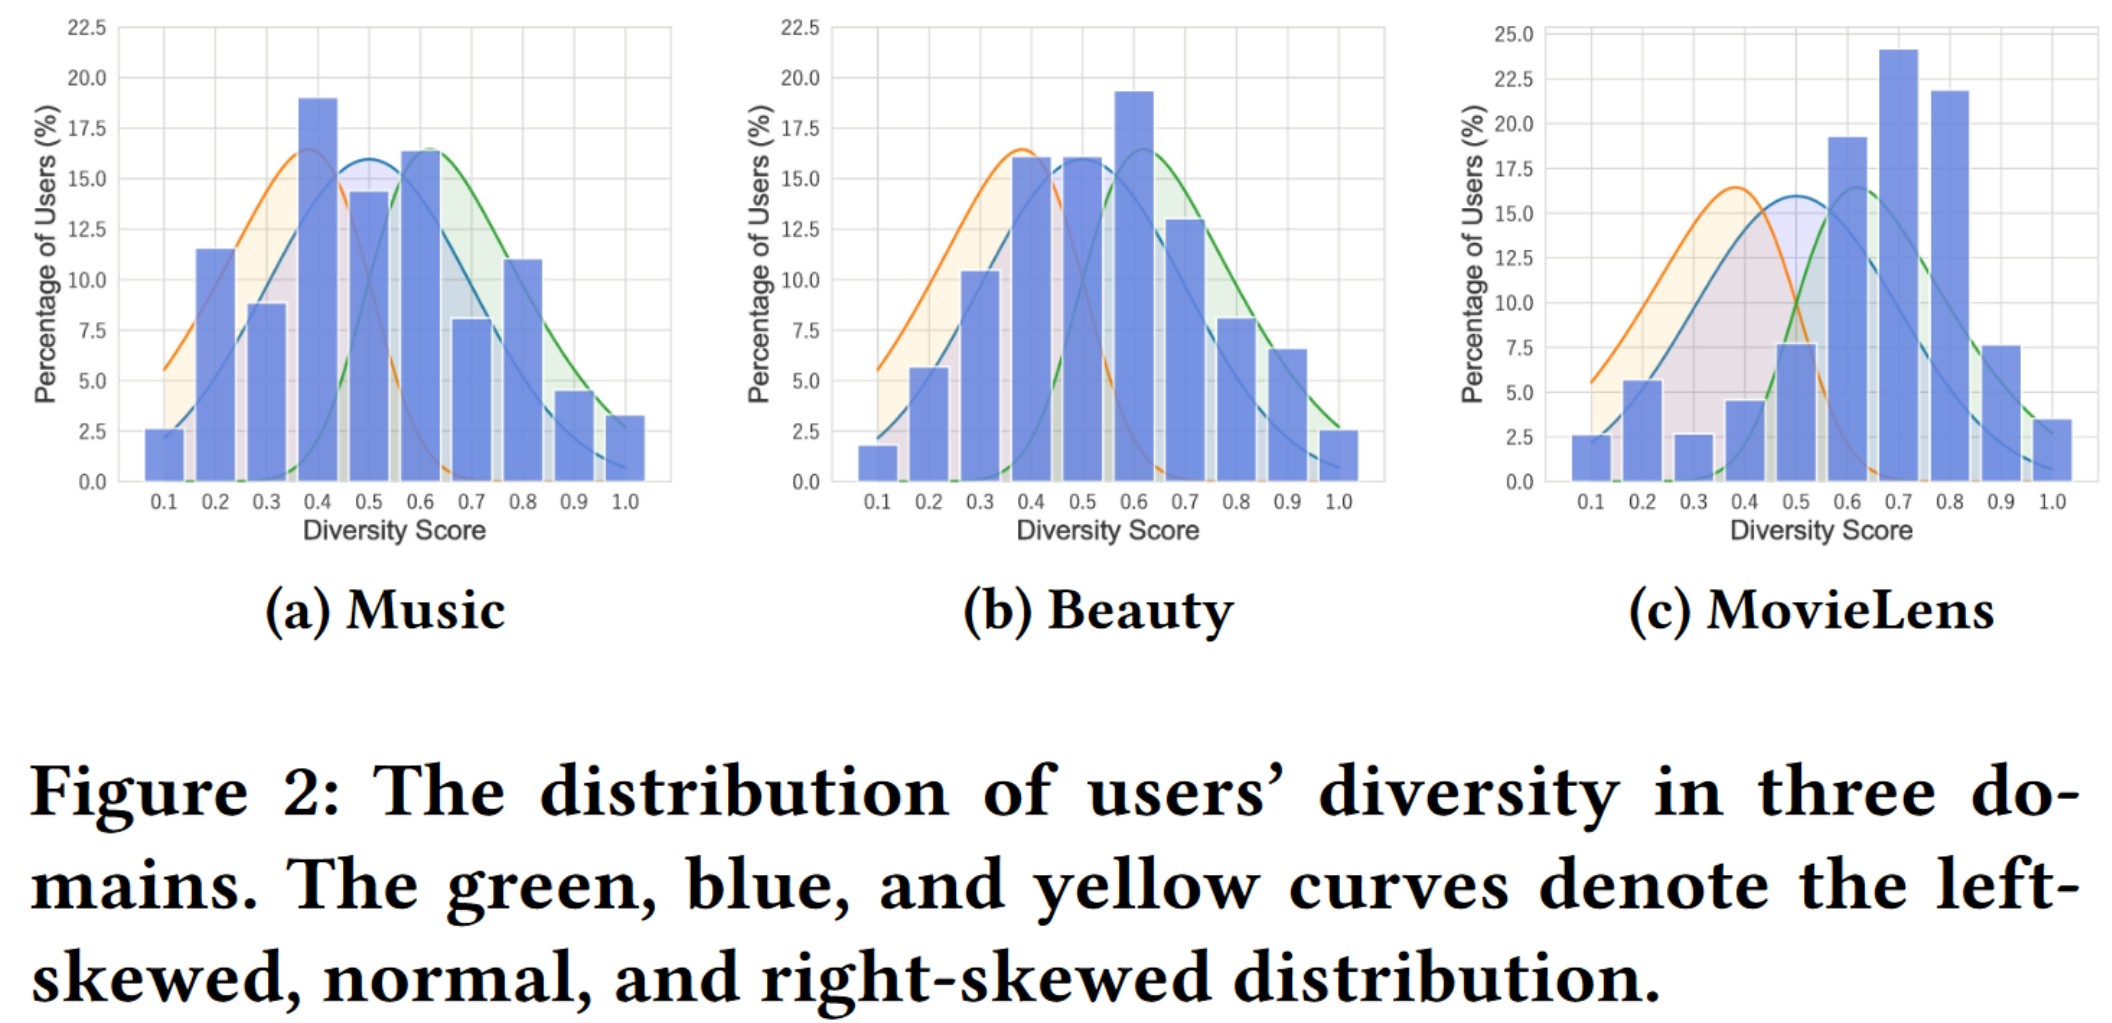 22.5
20.0
17.5
15.0
12.5
10.0
7.5
5.0
2.5
0.0
Percentage of Users (%)
0.1 0.2 0.3 0.4 0.5 0.6 0.7 0.8 0.9 1.0
Diversity Score
(a) Music
22.5
20.0
17.5
15.0
12.5
10.0
7.5
5.0
2.5
0.0
Percentage of Users (%)
0.1 0.2 0.3 0.4 0.5 0.6 0.7 0.8 0.9 1.0
Diversity Score
(b) Beauty
25.0
22.5
20.0
17.5
15.0
12.5
10.0
7.5
5.0
2.5
0.0
Percentage of Users (%)
0.1 0.2 0.3 0.4 0.5 0.6 0.7 0.8 0.9 1.0
Diversity Score
(c) MovieLens
Figure 2: The distribution of users’ diversity in three do-
mains. The green, blue, and yellow curves denote the left-
skewed, normal, and right-skewed distribution.